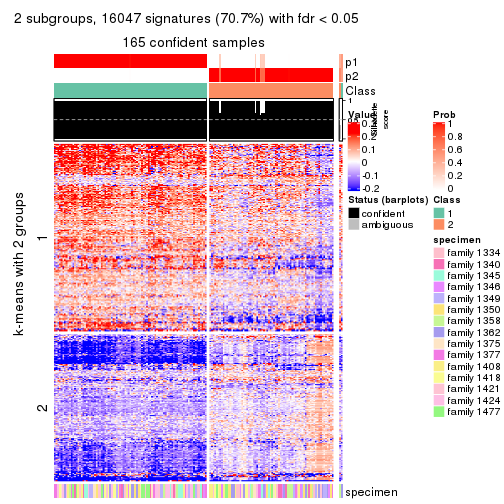 2 subgroups, 16047 signatures (70.7%) with fdr < 0.05
165 confident samples
p1
p2
Class
1
Silhouette
score
k-means with 2 groups
1
2
specimen
Value
0.1
0
-0.1
-0.2
Status (barplots)
confident
ambiguous
Prob
1
0.8
0.6
0.4
0.2
0
Class
1
2
specimen
family 1334
family 1340
family 1345
family 1346
family 1349
family 1350
family 1358
family 1362
family 1375
family 1377
family 1408
family 1418
family 1421
family 1424
family 1477